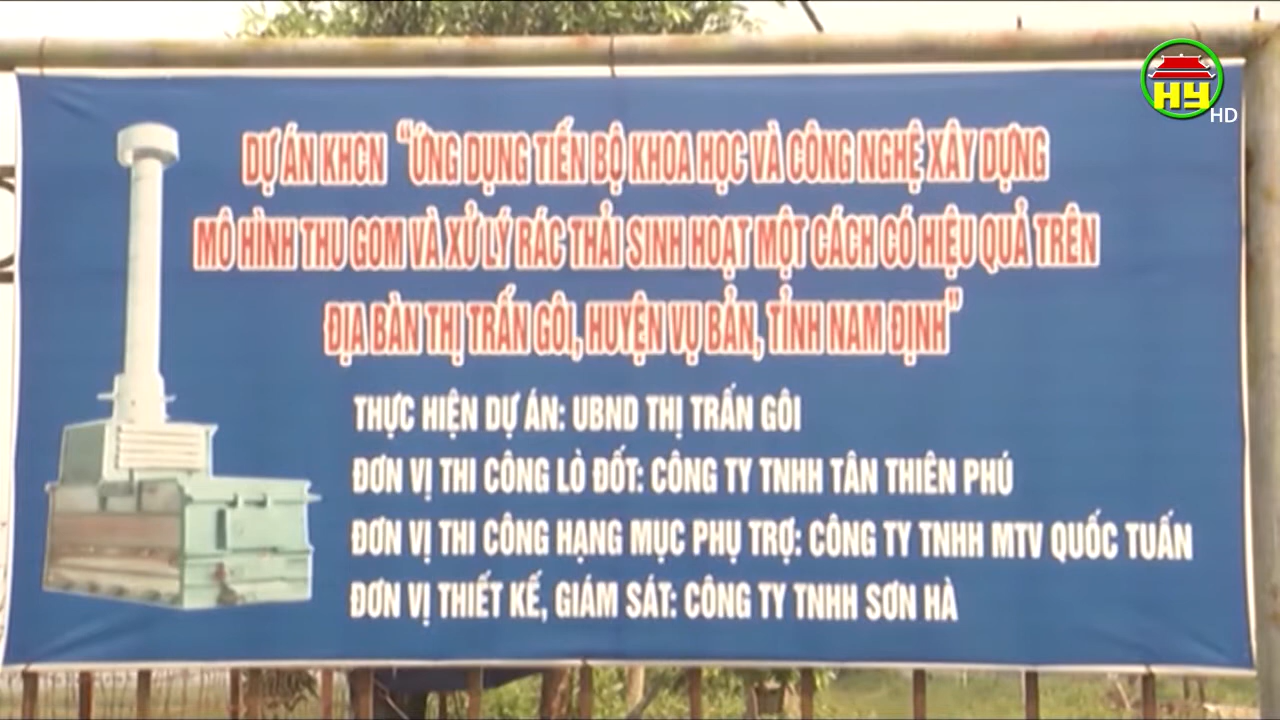 HY
HD
DỰ ÁN KHCN "ỨNG DỤNG TIẾN BỘ KHOA HỌC VÀ CÔNG NGHỆ XÂY DỰNG
MÔ HÌNH THU GOM VÀ XỬ LÝ RÁC THẢI SINH HOẠT MỘT CÁCH CÓ HIỆU QUẢ TRÊN
ĐỊA BÀN THỊ TRẤN GÔI, HUYỆN VỤ BẢN, TỈNH NAM ĐỊNH"
THỰC HIỆN DỰ ÁN: UBND THỊ TRẤN GÔI
ĐƠN VỊ THI CÔNG LÒ ĐỐT: CÔNG TY TNHH TÂN THIÊN PHÚ
ĐƠN VỊ THI CÔNG HẠNG MỤC PHỤ TRỢ: CÔNG TY TNHH MTV QUỐC TUẤN
ĐƠN VỊ THIẾT KẾ, GIÁM SÁT: CÔNG TY TNHH SƠN HÀ